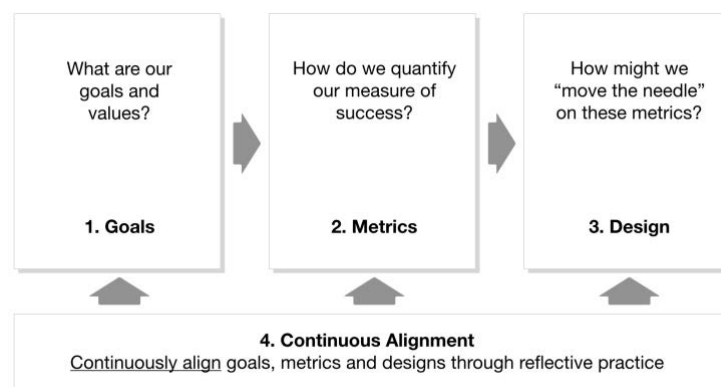 What are our
goals and
values?
1. Goals
How do we quantify
our measure of
success?
2. Metrics
How might we
“move the needle”
on these metrics?
3. Design
4. Continuous Alignment
Continuously align goals, metrics and designs through reflective practice